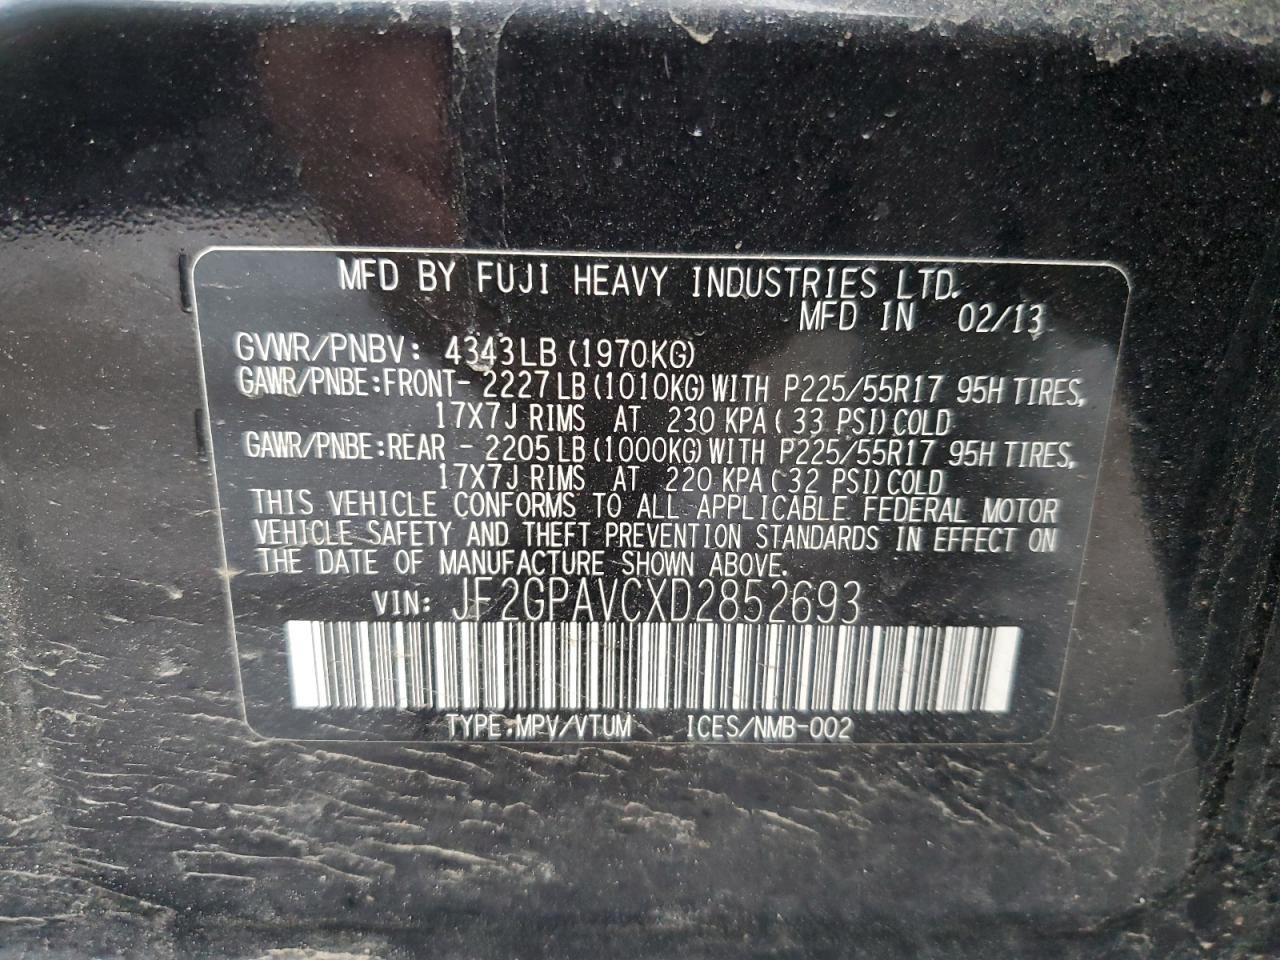 MFD BY FUJI HEAVY INDUSTRIES LTD.
MFD IN 02/13
GVWR/PNBV: 4343LB (1970KG)
GAWR/PNBE:FRONT- 2227LB(1010KG)WITH P225/55R17 95H TIRES,
17X7J RIMS AT 230 KPA(33 PSI)COLD
GAWR/PNBE:REAR - 2205LB(1000KG)WITH P225/55R17 95H TIRES,
17X7J RIMS AT 220 KPA(32 PSI)COLD
THIS VEHICLE CONFORMS TO ALL APPLICABLE FEDERAL MOTOR
VEHICLE SAFETY AND THEFT PREVENTION STANDARDS IN EFFECT ON
THE DATE OF MANUFACTURE SHOWN ABOVE.
VIN: JF2GPAVCXD2852693
TYPE:MPV/VTUM ICES/NMB-002